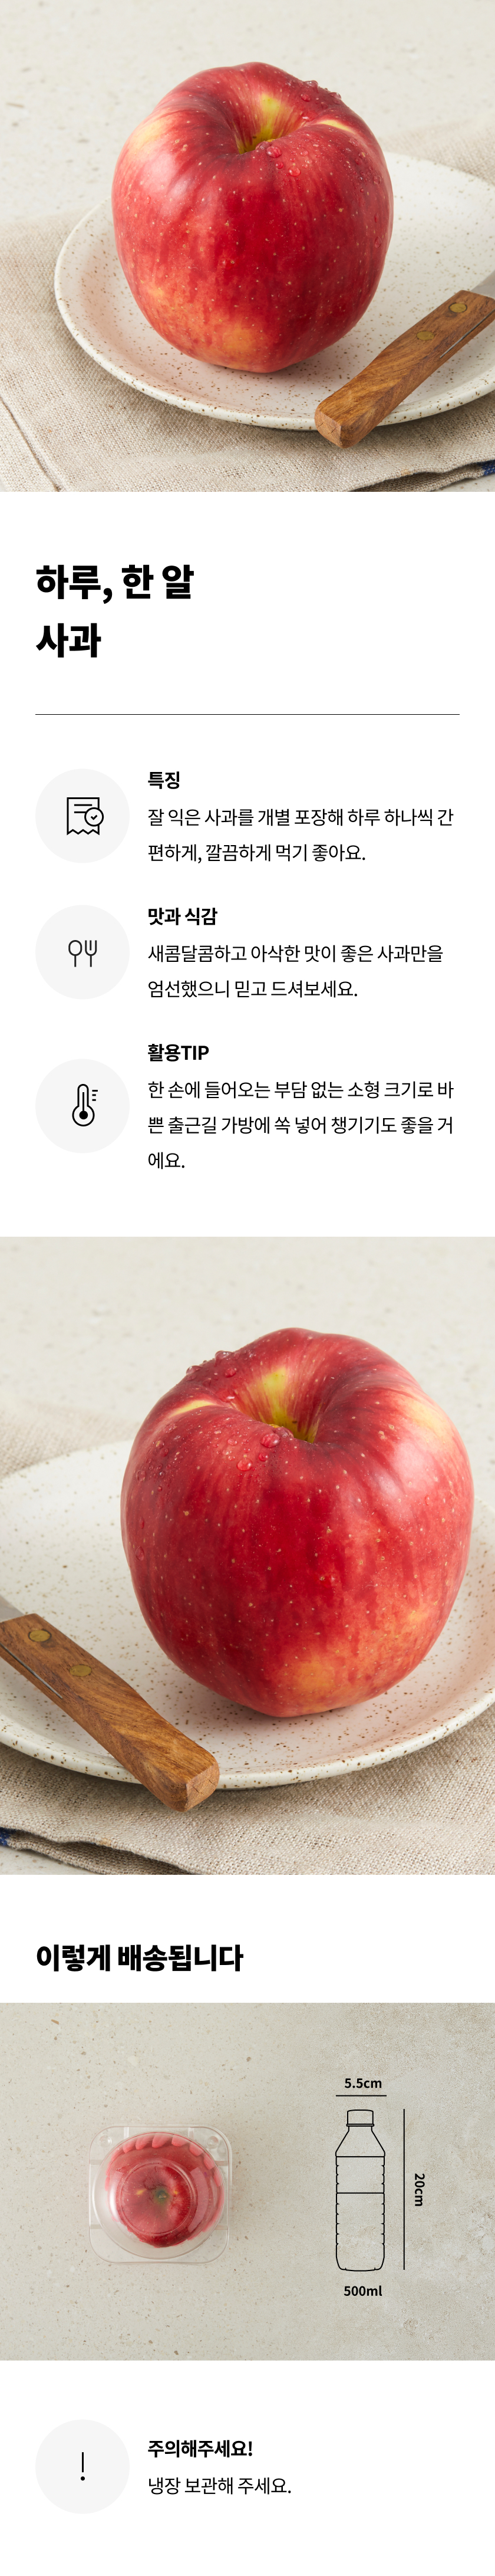 하루, 한 알
사과
특징
잘 익은 사과를 개별 포장해 하루 하나씩 간
편하게, 깔끔하게 먹기 좋아요.
맛과 식감
새콤달콤하고 아삭한 맛이 좋은 사과만을
엄선했으니 믿고 드셔보세요.
활용TIP
한 손에 들어오는 부담 없는 소형 크기로 바
쁜 출근길 가방에 쏙 넣어 챙기기도 좋을 거
에요.
이렇게 배송됩니다
5.5cm
20cm
500ml
주의해주세요!
냉장 보관해 주세요.